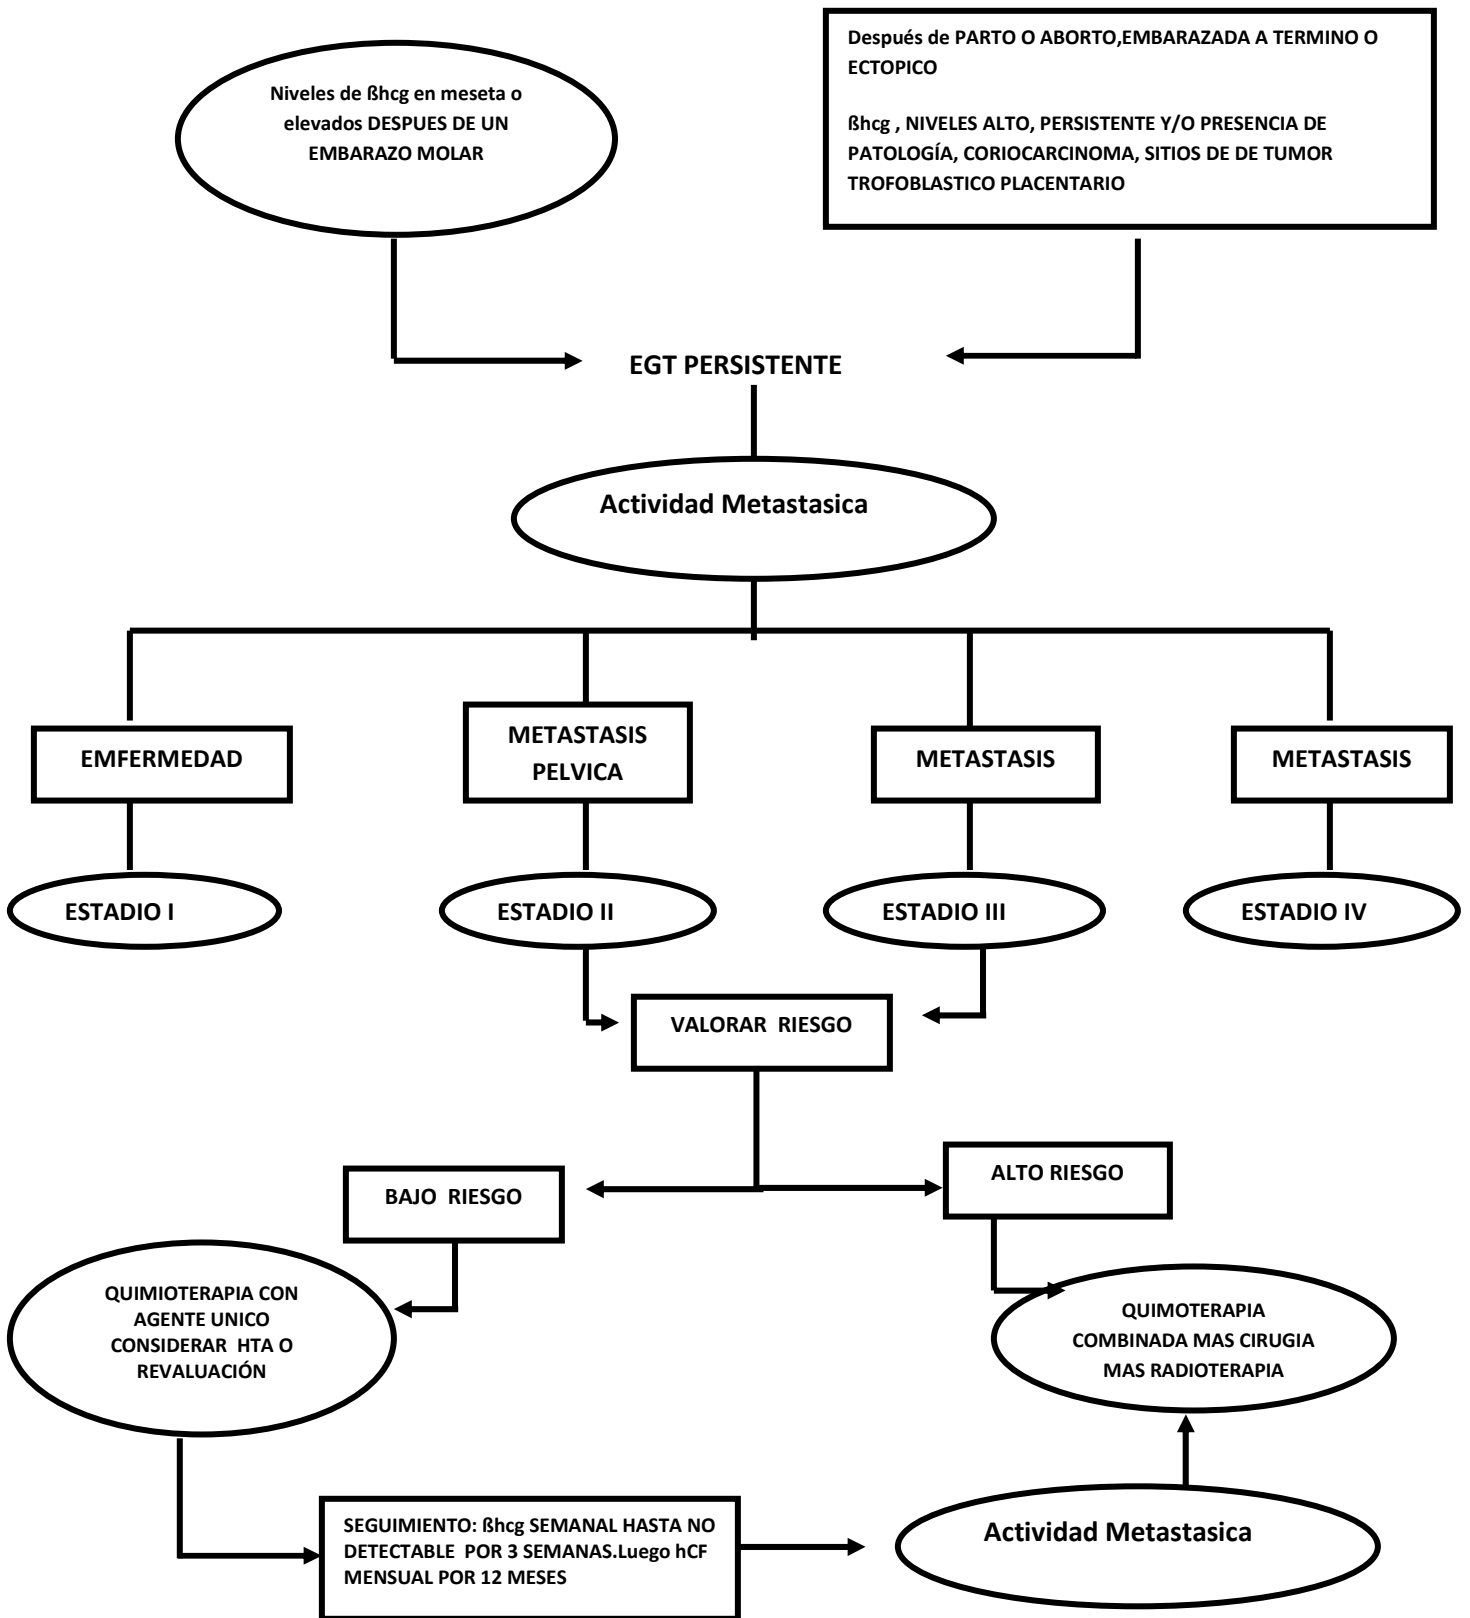 Niveles de ßhcg en meseta o
elevados DESPUES DE UN
EMBARAZO MOLAR
Después de PARTO O ABORTO,EMBARAZADA A TERMINO O
ECTOPICO
ßhcg , NIVELES ALTO, PERSISTENTE Y/O PRESENCIA DE
PATOLOGÍA, CORIOCARCINOMA, SITIOS DE DE TUMOR
TROFOBLASTICO PLACENTARIO
EGT PERSISTENTE
Actividad Metastasica
EMFERMEDAD
METASTASIS
PELVICA
METASTASIS
METASTASIS
ESTADIO I
ESTADIO II
ESTADIO III
ESTADIO IV
VALORAR RIESGO
BAJO RIESGO
ALTO RIESGO
QUIMIOTERAPIA CON
AGENTE UNICO
CONSIDERAR HTA O
REVALUACIÓN
QUIMOTERAPIA
COMBINADA MAS CIRUGIA
MAS RADIOTERAPIA
SEGUIMIENTO: ßhcg SEMANAL HASTA NO
DETECTABLE POR 3 SEMANAS.Luego hCF
MENSUAL POR 12 MESES
Actividad Metastasica